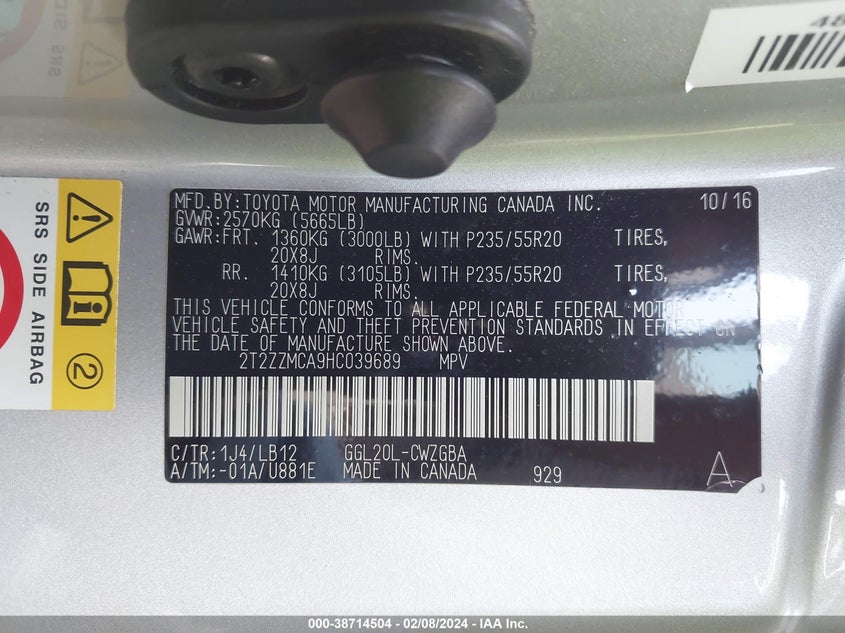 48
SRS
SRS SIDE AIRBAG
2
MFD.BY:TOYOTA MOTOR MANUFACTURING CANADA INC. 10/16
GVWR:2570KG (5665LB)
GAWR:FRT. 1360KG (3000LB) WITH P235/55R20 TIRES,
20X8J RIMS.
RR. 1410KG (3105LB) WITH P235/55R20 TIRES,
20X8J RIMS.
THIS VEHICLE CONFORMS TO ALL APPLICABLE FEDERAL MOTOR
VEHICLE SAFETY AND THEFT PREVENTION STANDARDS IN EFFECT ON
THE DATE OF MANUFACTURE SHOWN ABOVE.
2T2ZZMCA9HC039689 MPV
C/TR:1J4/LB12 GGL20L-CWZGBA
A/TM:-01A/U881E MADE IN CANADA 929
A
000-38714504 - 02/08/2024 - IAA Inc.